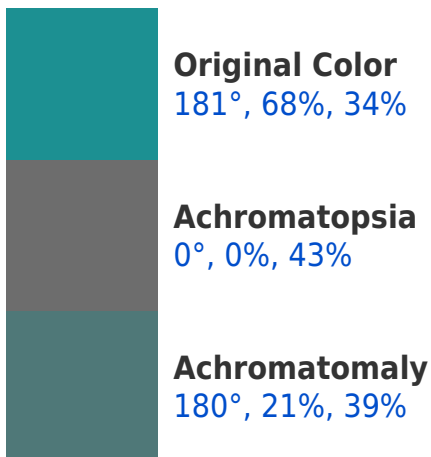 Original Color
181°, 68%, 34%
Achromatopsia
0°, 0%, 43%
Achromatomaly
180°, 21%, 39%